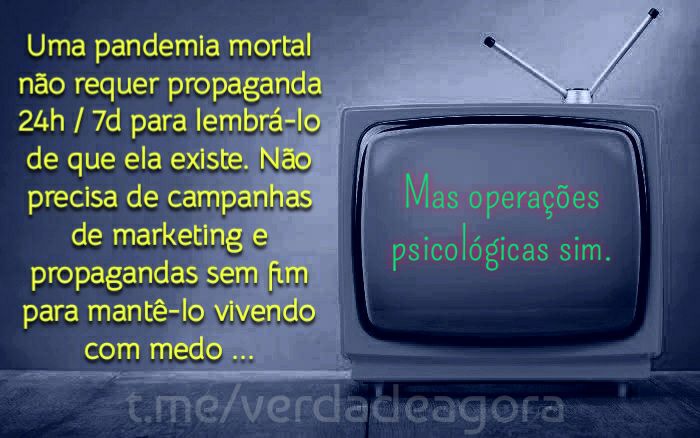 Uma pandemia mortal
não requer propaganda
24h / 7d para lembrá-lo
de que ela existe. Não
precisa de campanhas
de marketing e
propagandas sem fim
para mantê-lo vivendo
com medo ...
Mas operações
psicológicas sim.
t.me/verdadeagora